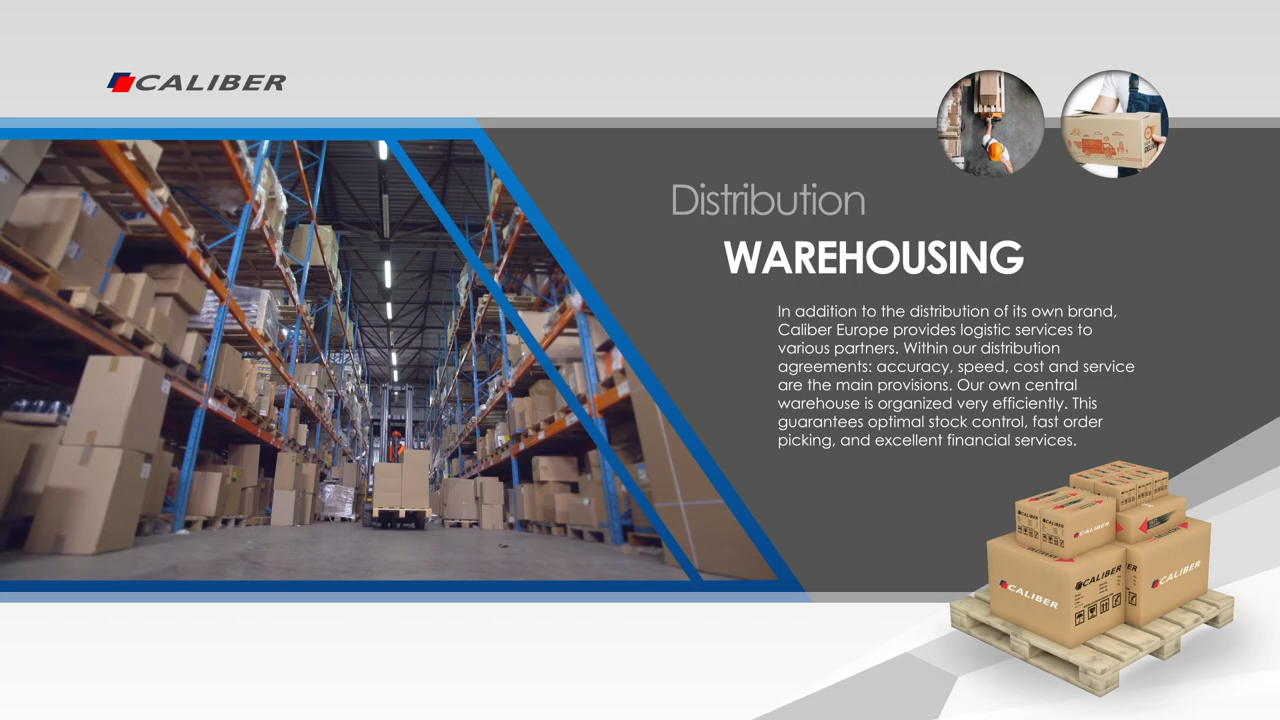 CALIBER
Distribution
WAREHOUSING
In addition to the distribution of its own brand,
Caliber Europe provides logistic services to
various partners. Within our distribution
agreements: accuracy, speed, cost and service
are the main provisions. Our own central
warehouse is organized very efficiently. This
guarantees optimal stock control, fast order
picking, and excellent financial services.
CALIBER
CALIBER
CALIBER
CALIBER
CALIBER
CALIBER
DELIVERY